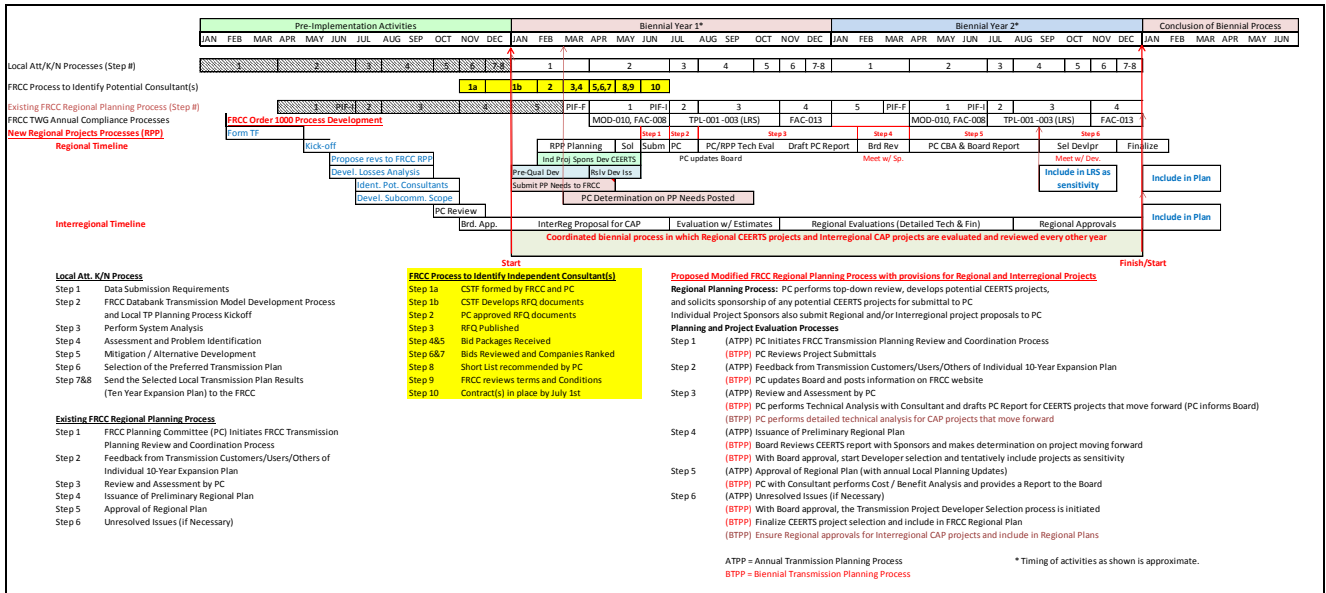 Pre-Implementation Activities Biennial Year 1* Biennial Year 2* Conclusion of Biennial Process
JAN FEB MAR APR MAY JUN JUL AUG SEP OCT NOV DEC JAN FEB MAR APR MAY JUN JUL AUG SEP OCT NOV DEC JAN FEB MAR APR MAY JUN JUL AUG SEP OCT NOV DEC JAN FEB MAR APR MAY JUN
Local Att/K/N Processes (Step #) 1 2 3 4 5 6 7-8 1 2 3 4 5 6 7-8 1 2 3 4 5 6 7-8
FRCC Process to Identify Potential Consultant(s) 1a 1b 2 3,4 5,6,7 8,9 10
Existing FRCC Regional Planning Process (Step #) 1 PIF-I 2 3 4 5 PIF-F 1 PIF-I 2 3 4 5 PIF-F 1 PIF-I 2 3 4
FRCC TWG Annual Compliance Processes FRCC Order 1000 Process Development MOD-010, FAC-008 TPL-001 -003 (LRS) FAC-013 MOD-010, FAC-008 TPL-001 -003 (LRS) FAC-013
New Regional Projects Processes (RPP) Form TF Step 1 Step 2 Step 3 Step 4 Step 5 Step 6
Regional Timeline Kick-off RPP Planning Sol Subm PC PC/RPP Tech Eval Draft PC Report Brd Rev PC CBA & Board Report Sel Devlpr Finalize
Propose revs to FRCC RPP Ind Proj Spons Dev CEERTS PC updates Board Meet w/ Sp. Meet w/ Dev.
Devel. Losses Analysis Pre-Qual Dev Rslv Dev Iss Include in LRS as
Ident. Pot. Consultants Submit PP Needs to FRCC sensitivity Include in Plan
Devel. Subcomm. Scope PC Determination on PP Needs Posted
PC Review
Interregional Timeline Brd. App. InterReg Proposal for CAP Evaluation w/ Estimates Regional Evaluations (Detailed Tech & Fin) Regional Approvals Include in Plan
Coordinated biennial process in which Regional CEERTS projects and Interregional CAP projects are evaluated and reviewed every other year
Start Finish/Start
Local Att. K/N Process
Step 1 Data Submission Requirements
Step 2 FRCC Databank Transmission Model Development Process
and Local TP Planning Process Kickoff
Step 3 Perform System Analysis
Step 4 Assessment and Problem Identification
Step 5 Mitigation / Alternative Development
Step 6 Selection of the Preferred Transmission Plan
Step 7&8 Send the Selected Local Transmission Plan Results
(Ten Year Expansion Plan) to the FRCC
Existing FRCC Regional Planning Process
Step 1 FRCC Planning Committee (PC) Initiates FRCC Transmission
Planning Review and Coordination Process
Step 2 Feedback from Transmission Customers/Users/Others of
Individual 10-Year Expansion Plan
Step 3 Review and Assessment by PC
Step 4 Issuance of Preliminary Regional Plan
Step 5 Approval of Regional Plan
Step 6 Unresolved Issues (if Necessary)
FRCC Process to Identify Independent Consultant(s)
Step 1a CSTF formed by FRCC and PC
Step 1b CSTF Develops RFQ documents
Step 2 PC approved RFQ documents
Step 3 RFQ Published
Step 4&5 Bid Packages Received
Step 6&7 Bids Reviewed and Companies Ranked
Step 8 Short List recommended by PC
Step 9 FRCC reviews terms and Conditions
Step 10 Contract(s) in place by July 1st
Proposed Modified FRCC Regional Planning Process with provisions for Regional and Interregional Projects
Regional Planning Process: PC performs top-down review, develops potential CEERTS projects,
and solicits sponsorship of any potential CEERTS projects for submittal to PC
Individual Project Sponsors also submit Regional and/or Interregional project proposals to PC
Planning and Project Evaluation Processes
Step 1 (ATPP) PC Initiates FRCC Transmission Planning Review and Coordination Process
(BTPP) PC Reviews Project Submittals
Step 2 (ATPP) Feedback from Transmission Customers/Users/Others of Individual 10-Year Expansion Plan
(BTPP) PC updates Board and posts information on FRCC website
Step 3 (ATPP) Review and Assessment by PC
(BTPP) PC performs Technical Analysis with Consultant and drafts PC Report for CEERTS projects that move forward (PC informs Board)
(BTPP) PC performs detailed technical analysis for CAP projects that move forward
Step 4 (ATPP) Issuance of Preliminary Regional Plan
(BTPP) Board Reviews CEERTS report with Sponsors and makes determination on project moving forward
(BTPP) With Board approval, start Developer selection and tentatively include projects as sensitivity
Step 5 (ATPP) Approval of Regional Plan (with annual Local Planning Updates)
(BTPP) PC with Consultant performs Cost / Benefit Analysis and provides a Report to the Board
Step 6 (ATPP) Unresolved Issues (if Necessary)
(BTPP) With Board approval, the Transmission Project Developer Selection process is initiated
(BTPP) Finalize CEERTS project selection and include in FRCC Regional Plan
(BTPP) Ensure Regional approvals for Interregional CAP projects and include in Regional Plans
ATPP = Annual Tranmission Planning Process * Timing of activities as shown is approximate.
BTPP = Biennial Transmission Planning Process